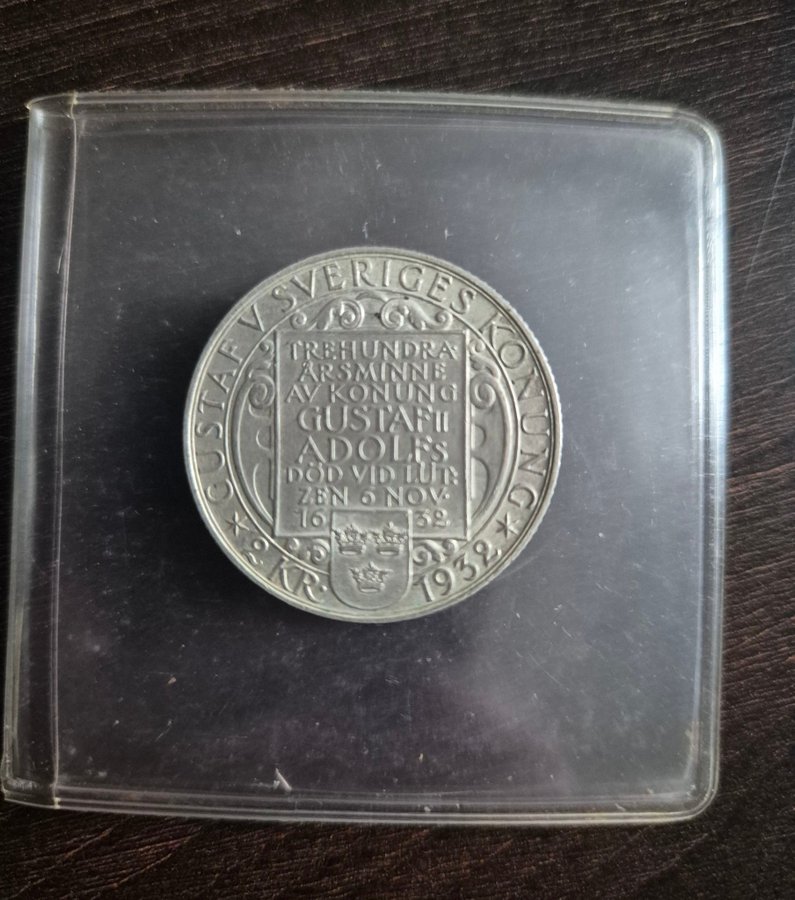 GUSTAF V SVERIGES KONUNG
TREHUNDRA-
ÅRSMINNE
AV KONUNG
GUSTAF II
ADOLFS
DÖD VID LÜT:
ZEN 6 NOV.
16 32
* 2 KR. 1932 *